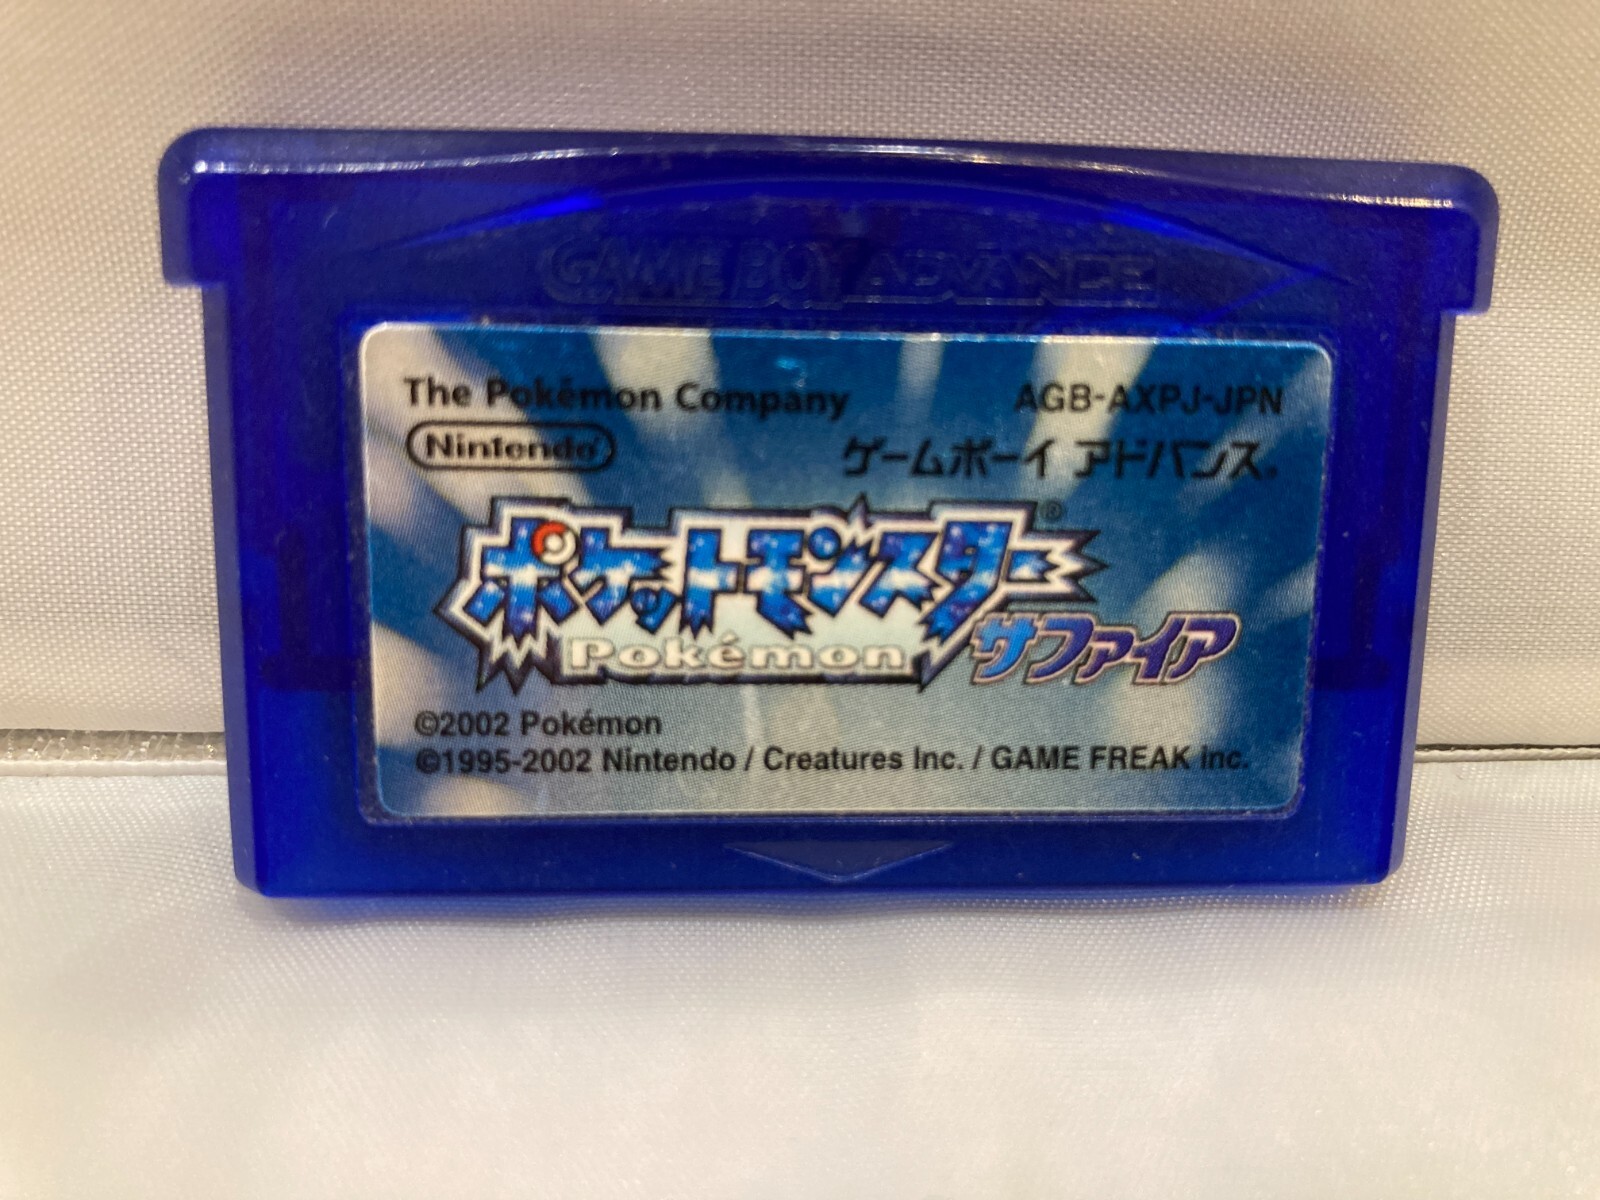 GAME BOY ADVANCE
The Pokémon Company
AGB-AXPJ-JPN
Nintendo®
ゲームボーイ アドバンス®
ポケットモンスター®
Pokémon
サファイア
©2002 Pokémon
©1995-2002 Nintendo / Creatures Inc. / GAME FREAK inc.